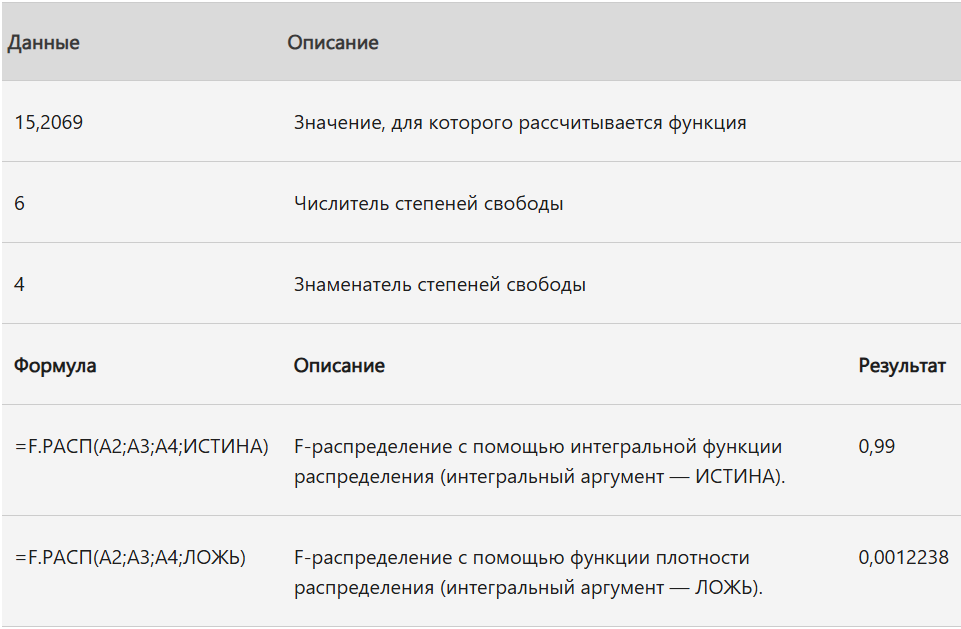 Данные Описание
15,2069 Значение, для которого рассчитывается функция
6 Числитель степеней свободы
4 Знаменатель степеней свободы
Формула Описание Результат
=F.РАСП(A2;A3;A4;ИСТИНА) F-распределение с помощью интегральной функции 0,99
распределения (интегральный аргумент — ИСТИНА).
=F.РАСП(A2;A3;A4;ЛОЖЬ) F-распределение с помощью функции плотности 0,0012238
распределения (интегральный аргумент — ЛОЖЬ).